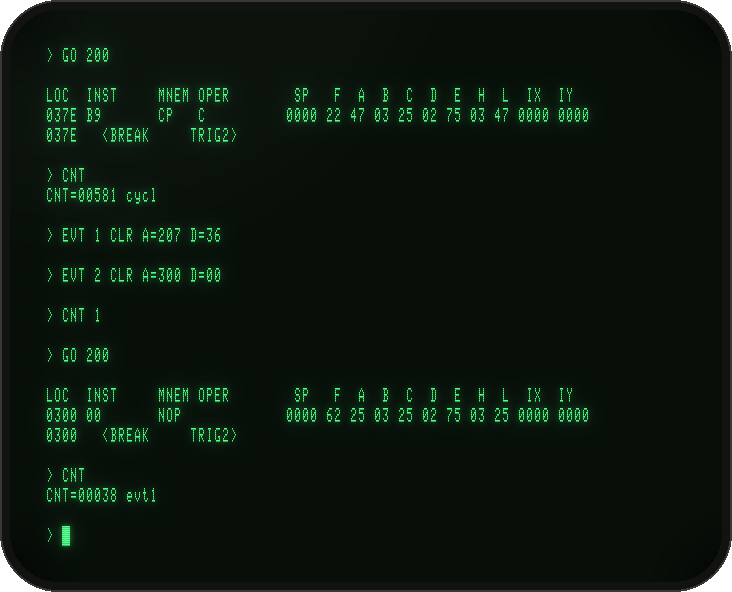 > GO 200
LOC  INST     MNEM OPER        SP   F  A  B  C  D  E  H  L  IX  IY
037E B9       CP   C          0000 22 47 03 25 02 75 03 47 0000 0000
037E   <BREAK     TRIG2>
> CNT
CNT=00581 cycl
> EVT 1 CLR A=207 D=36
> EVT 2 CLR A=300 D=00
> CNT 1
> GO 200
LOC  INST     MNEM OPER        SP   F  A  B  C  D  E  H  L  IX  IY
0300 00       NOP             0000 62 25 03 25 02 75 03 25 0000 0000
0300   <BREAK     TRIG2>
> CNT
CNT=00038 evt1
>